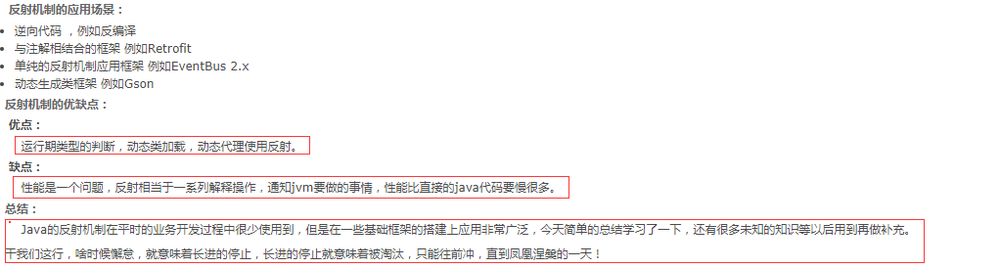 反射机制的应用场景：
逆向代码 ，例如反编译
与注解相结合的框架 例如Retrofit
单纯的反射机制应用框架 例如EventBus 2.x
动态生成类框架 例如Gson
反射机制的优缺点：
优点：
运行期类型的判断，动态类加载，动态代理使用反射。
缺点：
性能是一个问题，反射相当于一系列解释操作，通知jvm要做的事情，性能比直接的java代码要慢很多。
总结：
Java的反射机制在平时的业务开发过程中很少使用到，但是在一些基础框架的搭建上应用非常广泛，今天简单的总结学习了一下，还有很多未知的知识等以后用到再做补充。
干我们这行，啥时候懈怠，就意味着长进的停止，长进的停止就意味着被淘汰，只能往前冲，直到凤凰涅槃的一天！